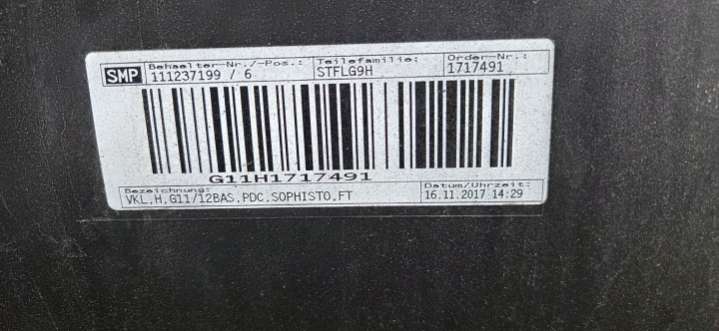 SMP
Behaelter-Nr./-Pos.: Teilefamilie: Order-Nr.:
111237199 / 6 STFLG9H 1717491
G11H1717491
Bezeichnung: Datum/Uhrzeit:
VKL,H,G11/12BAS,PDC,SOPHISTO,FT 16.11.2017 14:29